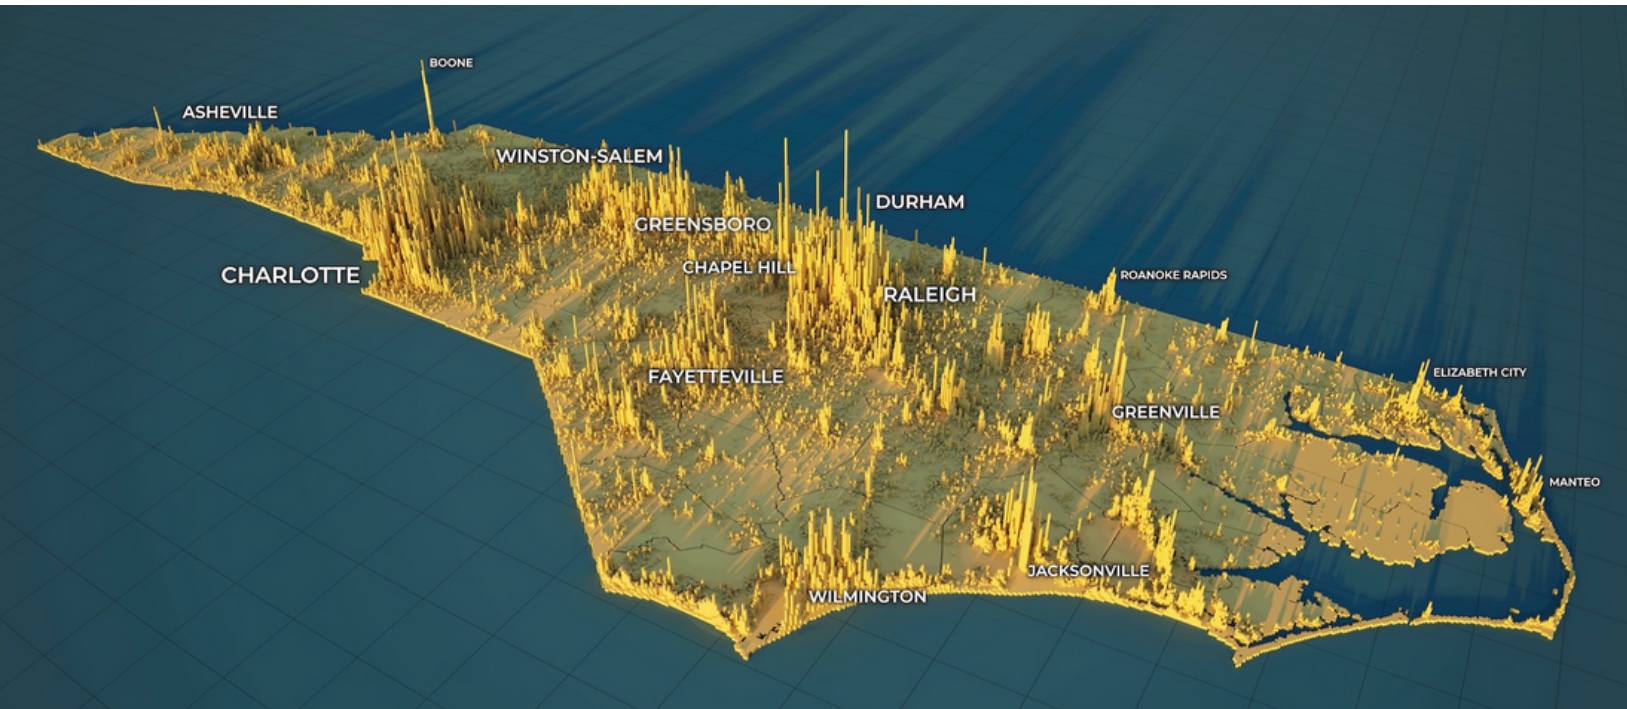 BOONE
ASHEVILLE
WINSTON-SALEM
DURHAM
GREENSBORO
CHAPEL HILL
CHARLOTTE
ROANOKE RAPIDS
RALEIGH
ELIZABETH CITY
FAYETTEVILLE
GREENVILLE
MANTEO
JACKSONVILLE
WILMINGTON